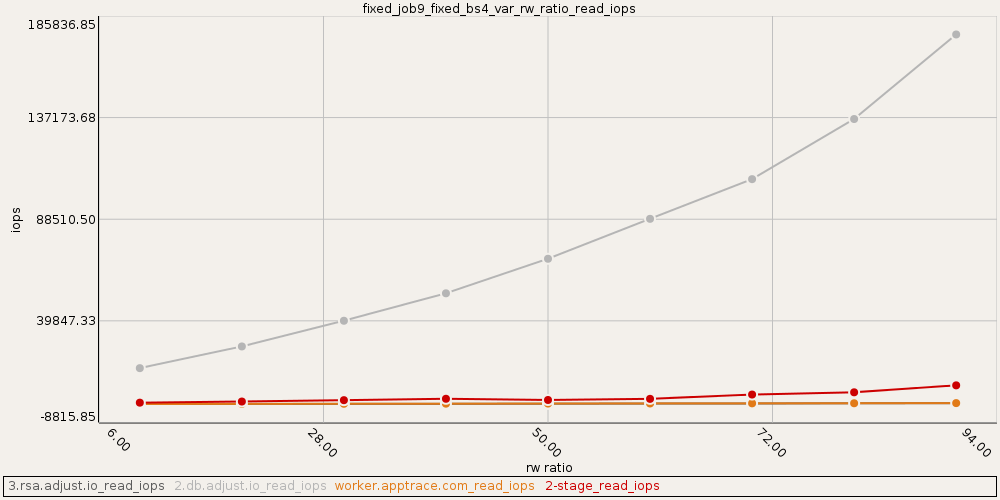 fixed_job9_fixed_bs4_var_rw_ratio_read_iops
185836.85
137173.68
88510.50
39847.33
-8815.85
iops
6.00
28.00
50.00
72.00
94.00
rw ratio
3.rsa.adjust.io_read_iops 2.db.adjust.io_read_iops worker.apptrace.com_read_iops 2-stage_read_iops